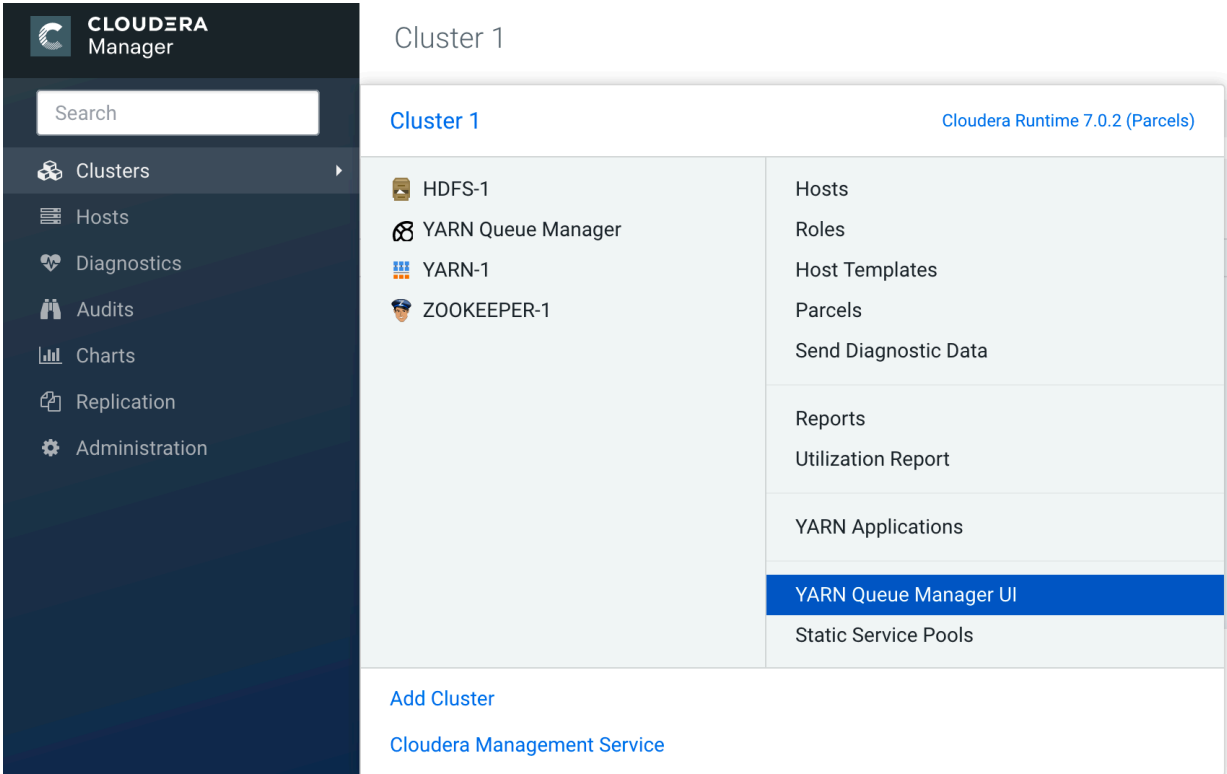 CLOUDERA
Manager
Search
Clusters
Hosts
Diagnostics
Audits
Charts
Replication
Administration
Cluster 1
Cluster 1
Cloudera Runtime 7.0.2 (Parcels)
HDFS-1
YARN Queue Manager
YARN-1
ZOOKEEPER-1
Hosts
Roles
Host Templates
Parcels
Send Diagnostic Data
Reports
Utilization Report
YARN Applications
YARN Queue Manager UI
Static Service Pools
Add Cluster
Cloudera Management Service